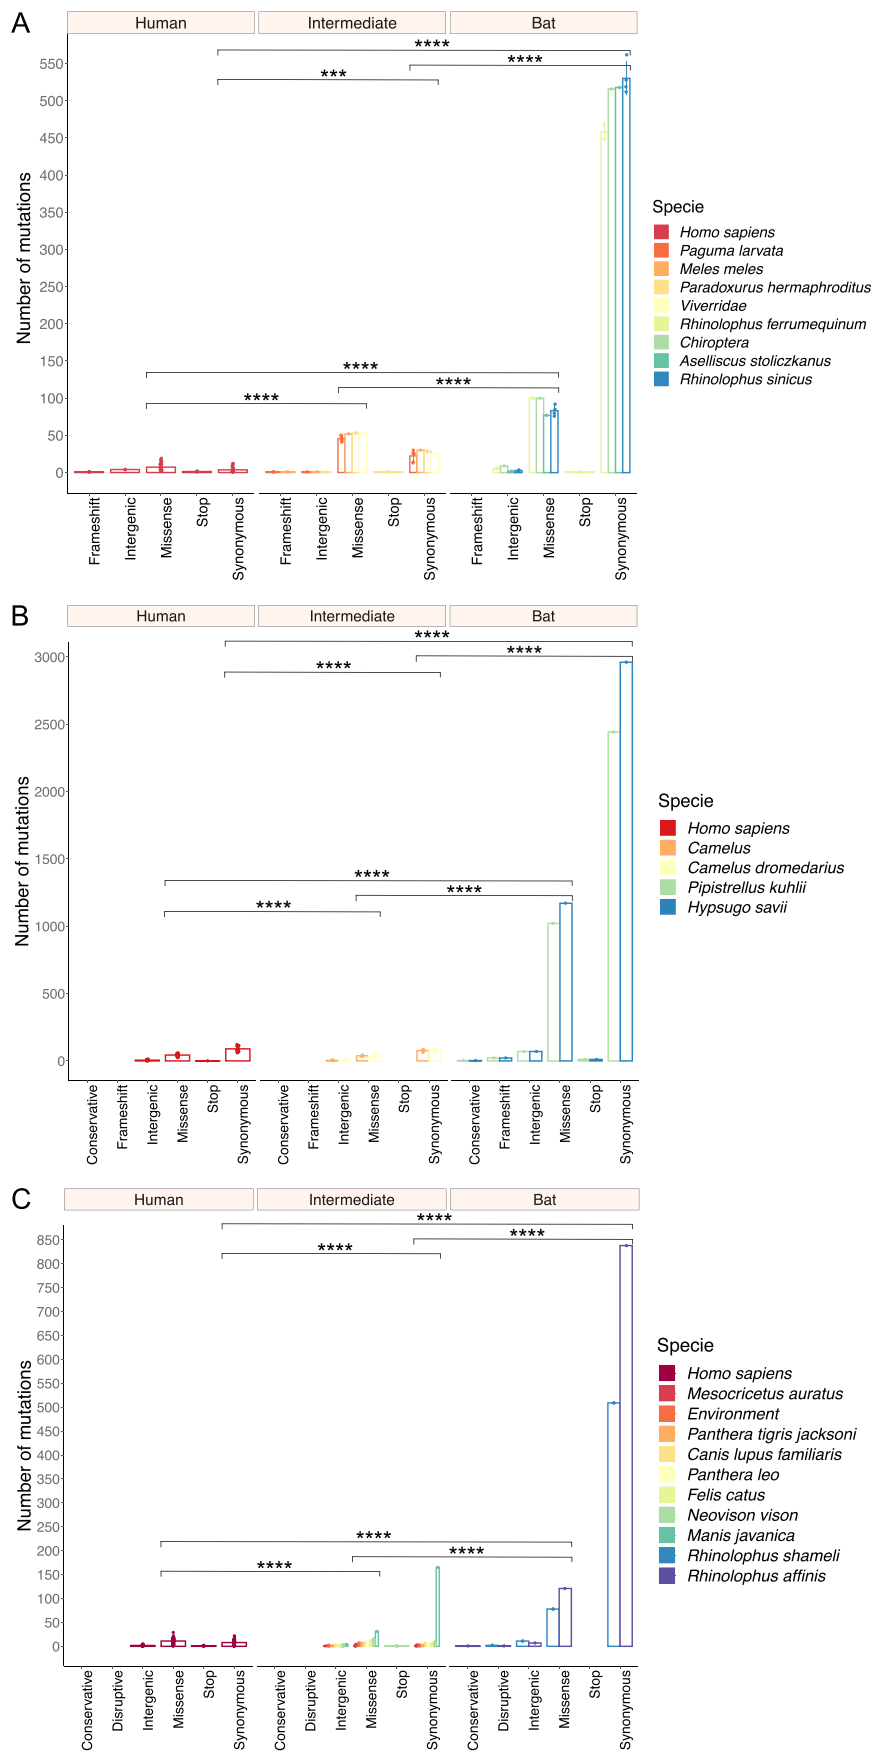 A
Human Intermediate Bat
****
****
***
****
****
****
Number of mutations
550
500
450
400
350
300
250
200
150
100
50
0
Frameshift Intergenic Missense Stop Synonymous Frameshift Intergenic Missense Stop Synonymous Frameshift Intergenic Missense Stop Synonymous
Specie
Homo sapiens
Paguma larvata
Meles meles
Paradoxurus hermaphroditus
Viverridae
Rhinolophus ferrumequinum
Chiroptera
Aselliscus stoliczkanus
Rhinolophus sinicus
B
Human Intermediate Bat
****
****
****
****
****
****
Number of mutations
3000
2500
2000
1500
1000
500
0
Conservative Frameshift Intergenic Missense Stop Synonymous Conservative Frameshift Intergenic Missense Stop Synonymous Conservative Frameshift Intergenic Missense Stop Synonymous
Specie
Homo sapiens
Camelus
Camelus dromedarius
Pipistrellus kuhlii
Hypsugo savii
C
Human Intermediate Bat
****
****
****
****
****
****
Number of mutations
850
800
750
700
650
600
550
500
450
400
350
300
250
200
150
100
50
0
Conservative Disruptive Intergenic Missense Stop Synonymous Conservative Disruptive Intergenic Missense Stop Synonymous Conservative Disruptive Intergenic Missense Stop Synonymous
Specie
Homo sapiens
Mesocricetus auratus
Environment
Panthera tigris jacksoni
Canis lupus familiaris
Panthera leo
Felis catus
Neovison vison
Manis javanica
Rhinolophus shameli
Rhinolophus affinis